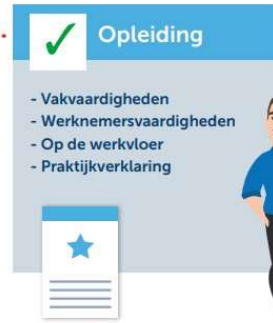 Opleiding
- Vakvaardigheden
- Werknemersvaardigheden
- Op de werkvloer
- Praktijkverklaring